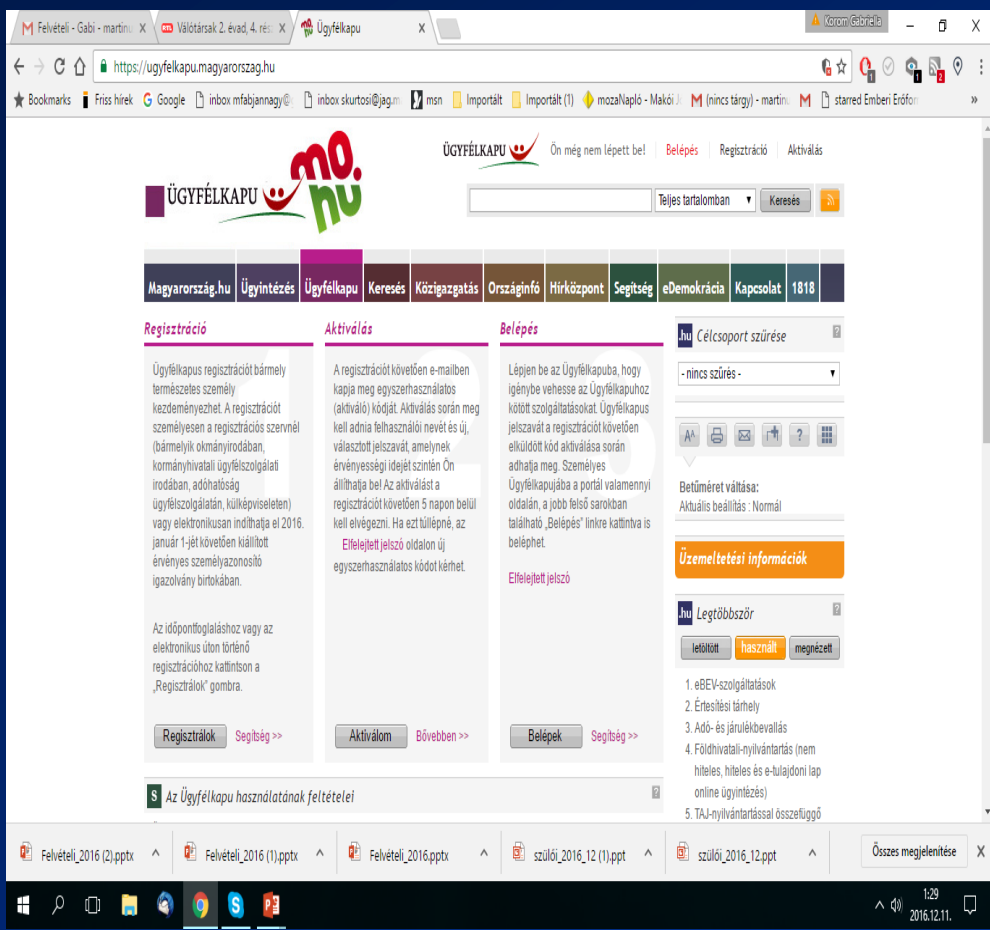 Felvételi - Gabi - martinu
Válótársak 2. évad, 4. rész
Ügyfélkapu
Korom Gabriella
https://ugyfelkapu.magyarorszag.hu
Bookmarks
Friss hírek
Google
inbox mfabjannagy@
inbox skurtosi@jag.m
msn
Importált
Importált (1)
mozaNapló - Makói J
(nincs tárgy) - martinu
starred Emberi Erőfor
»
ÜGYFÉLKAPU
mo.hu
ÜGYFÉLKAPU
Ön még nem lépett be!
Belépés
Regisztráció
Aktiválás
Teljes tartalomban
Keresés
Magyarország.hu
Ügyintézés
Ügyfélkapu
Keresés
Közigazgatás
Országinfó
Hírközpont
Segítség
eDemokrácia
Kapcsolat
1818
Regisztráció
1
Ügyfélkapus regisztrációt bármely
természetes személy
kezdeményezhet. A regisztrációt
személyesen a regisztrációs szervnél
(bármelyik okmányirodában,
kormányhivatali ügyfélszolgálati
irodában, adóhatóság
ügyfélszolgálatán, külképviseleten)
vagy elektronikusan indíthatja el 2016.
január 1-jét követően kiállított
érvényes személyazonosító
igazolvány birtokában.
Az időpontfoglaláshoz vagy az
elektronikus úton történő
regisztrációhoz kattintson a
„Regisztrálok” gombra.
Regisztrálok
Segítség >>
Aktiválás
2
A regisztrációt követően e-mailben
kapja meg egyszerhasználatos
(aktiváló) kódját. Aktiválás során meg
kell adnia felhasználói nevét és új,
választott jelszavát, amelynek
érvényességi idejét szintén Ön
állíthatja be! Az aktiválást a
regisztrációt követően 5 napon belül
kell elvégezni. Ha ezt túllépné, az
Elfelejtett jelszó oldalon új
egyszerhasználatos kódot kérhet.
Aktiválom
Bővebben >>
Belépés
3
Lépjen be az Ügyfélkapuba, hogy
igénybe vehesse az Ügyfélkapuhoz
kötött szolgáltatásokat. Ügyfélkapus
jelszavát a regisztrációt követően
elküldött kód aktiválása során
adhatja meg. Személyes
Ügyfélkapujába a portál valamennyi
oldalán, a jobb felső sarokban
található „Belépés” linkre kattintva is
beléphet.
Elfelejtett jelszó
Belépek
Segítség >>
.hu Célcsoport szűrése
?
- nincs szűrés -
A^
?
Betűméret váltása:
Aktuális beállítás : Normál
Üzemeltetési információk
.hu Legtöbbször
?
letöltött
használt
megnézett
1. eBEV-szolgáltatások
2. Értesítési tárhely
3. Adó- és járulékbevallás
4. Földhivatali-nyilvántartás (nem
hiteles, hiteles és e-tulajdoni lap
online ügyintézés)
5. TAJ-nyilvántartással összefüggő
S Az Ügyfélkapu használatának feltételei
?
Felvételi_2016 (2).pptx
Felvételi_2016 (1).pptx
Felvételi_2016.pptx
szülői_2016_12 (1).ppt
szülői_2016_12.ppt
Összes megjelenítése
1:29
2016.12.11.